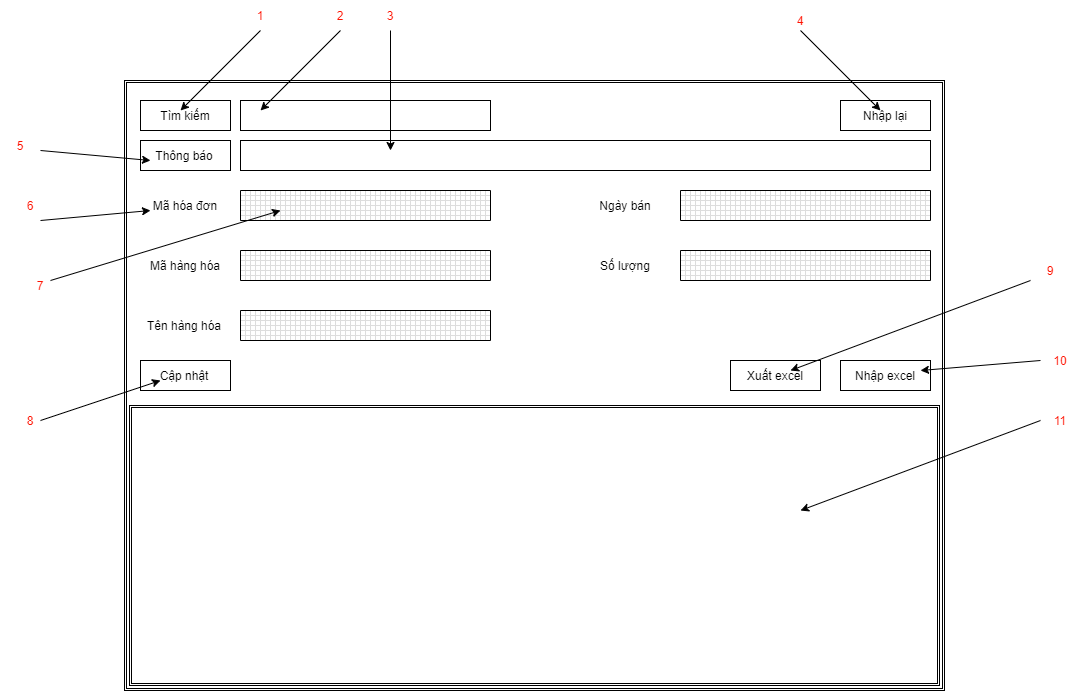 1
2
3
4
Tìm kiếm
Nhập lại
5
Thông báo
6
Mã hóa đơn
Ngày bán
7
Mã hàng hóa
Số lượng
9
Tên hàng hóa
10
Cập nhật
Xuất excel
Nhập excel
8
11